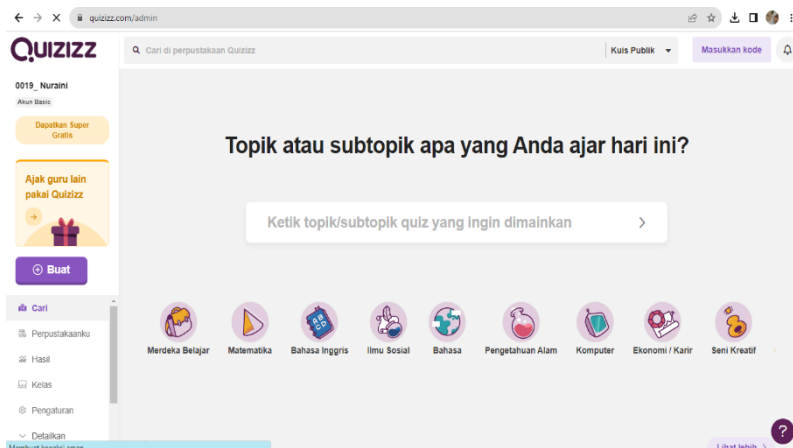 quizizz.com/admin
QUIZIZZ
Cari di perpustakaan Quizizz
Kuis Publik
Masukkan kode
0019_ Nuraini
Akun Basic
Dapatkan Super
Gratis
Ajak guru lain
pakai Quizizz
Buat
Cari
Perpustakaanku
Hasil
Kelas
Pengaturan
Detailkan
Topik atau subtopik apa yang Anda ajar hari ini?
Ketik topik/subtopik quiz yang ingin dimainkan
Merdeka Belajar
Matematika
AB
CD
Bahasa Inggris
Ilmu Sosial
Bahasa
Pengetahuan Alam
Komputer
Ekonomi / Karir
Seni Kreatif
Lihat lebih
?